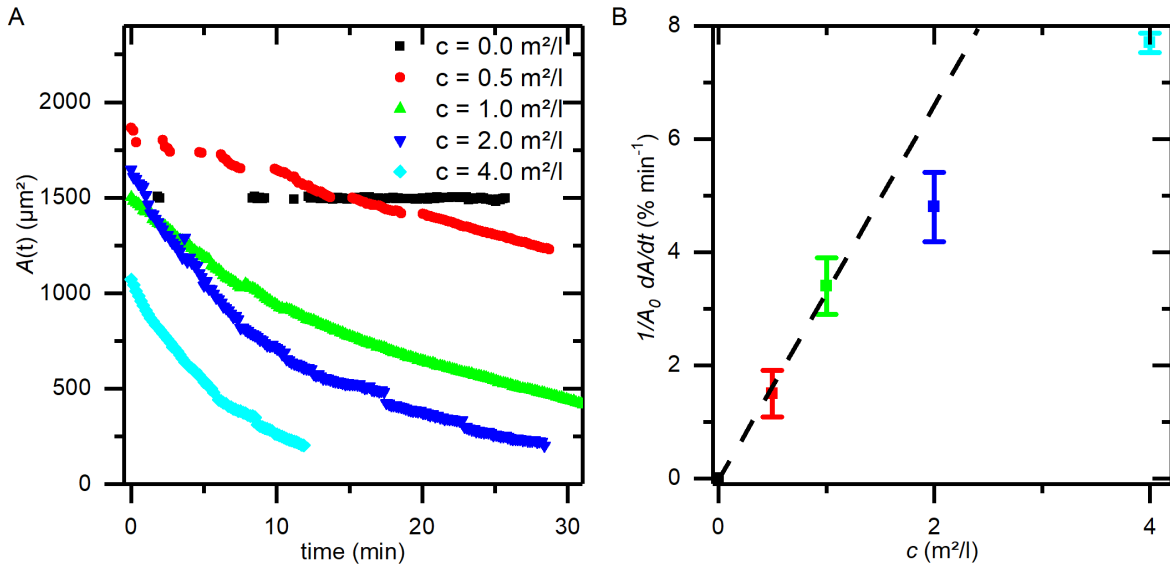 A
c = 0.0 m²/l
c = 0.5 m²/l
c = 1.0 m²/l
c = 2.0 m²/l
c = 4.0 m²/l
2000
1500
1000
500
0
A(t) (µm²)
0
10
20
30
time (min)
B
8
6
4
2
0
1/A₀ dA/dt (% min⁻¹)
0
2
4
c (m²/l)